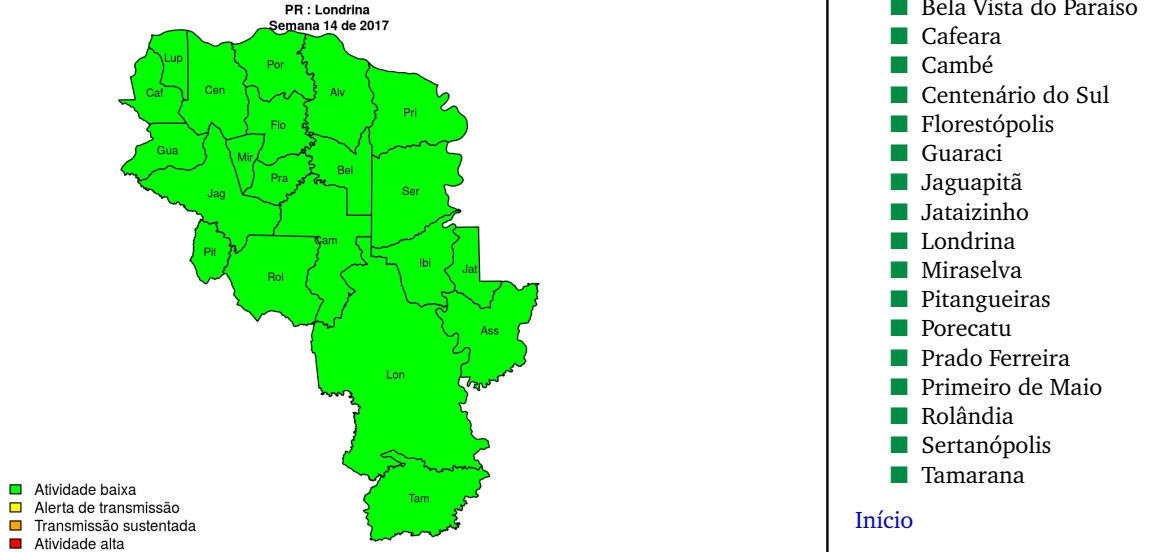 PR : Londrina
Semana 14 de 2017
Lup
Por
Caf
Cen
Alv
Pri
Flo
Gua
Mir
Bel
Pra
Jag
Ser
Cam
Pit
Ibi
Rol
Jat
Ass
Lon
Tam
Atividade baixa
Alerta de transmissão
Transmissão sustentada
Atividade alta
Bela Vista do Paraíso
Cafeara
Cambé
Centenário do Sul
Florestópolis
Guaraci
Jaguapitã
Jataizinho
Londrina
Miraselva
Pitangueiras
Porecatu
Prado Ferreira
Primeiro de Maio
Rolândia
Sertanópolis
Tamarana
Início